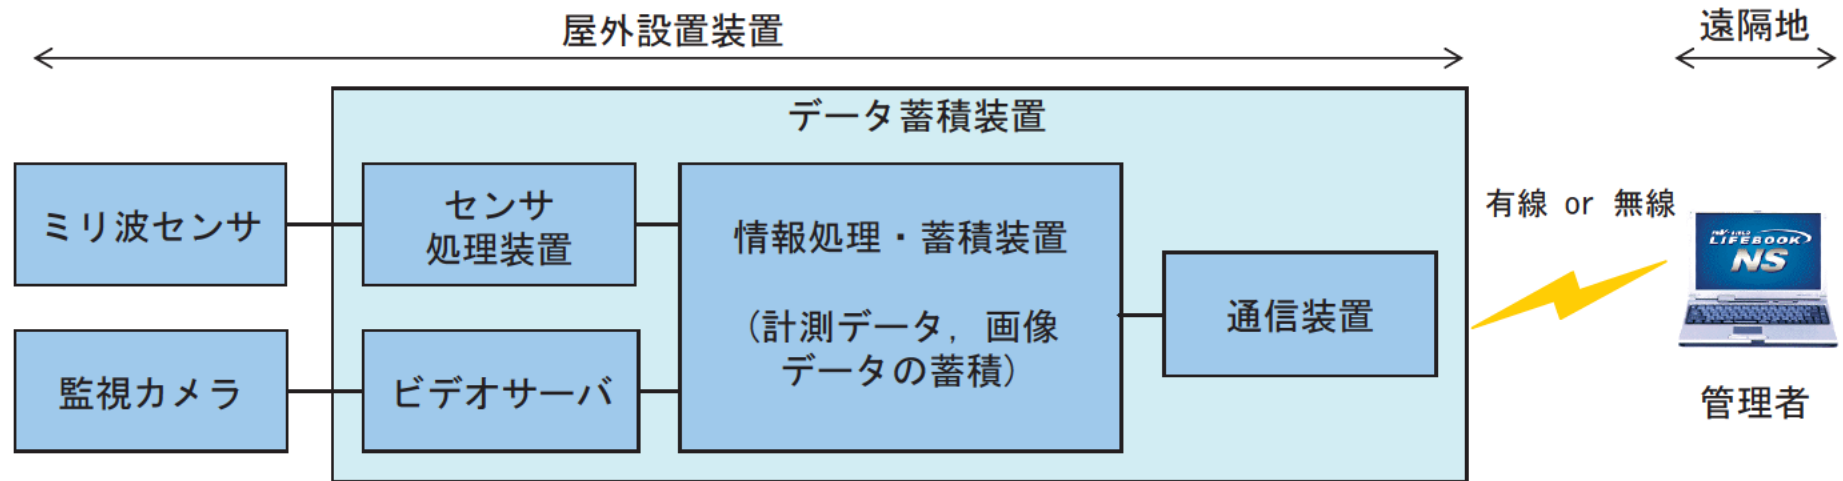 屋外設置装置
遠隔地
データ蓄積装置
ミリ波センサ
センサ
処理装置
情報処理・蓄積装置
(計測データ,画像
データの蓄積)
監視カメラ
ビデオサーバ
通信装置
有線 or 無線
LIFEBOOK
NS
管理者